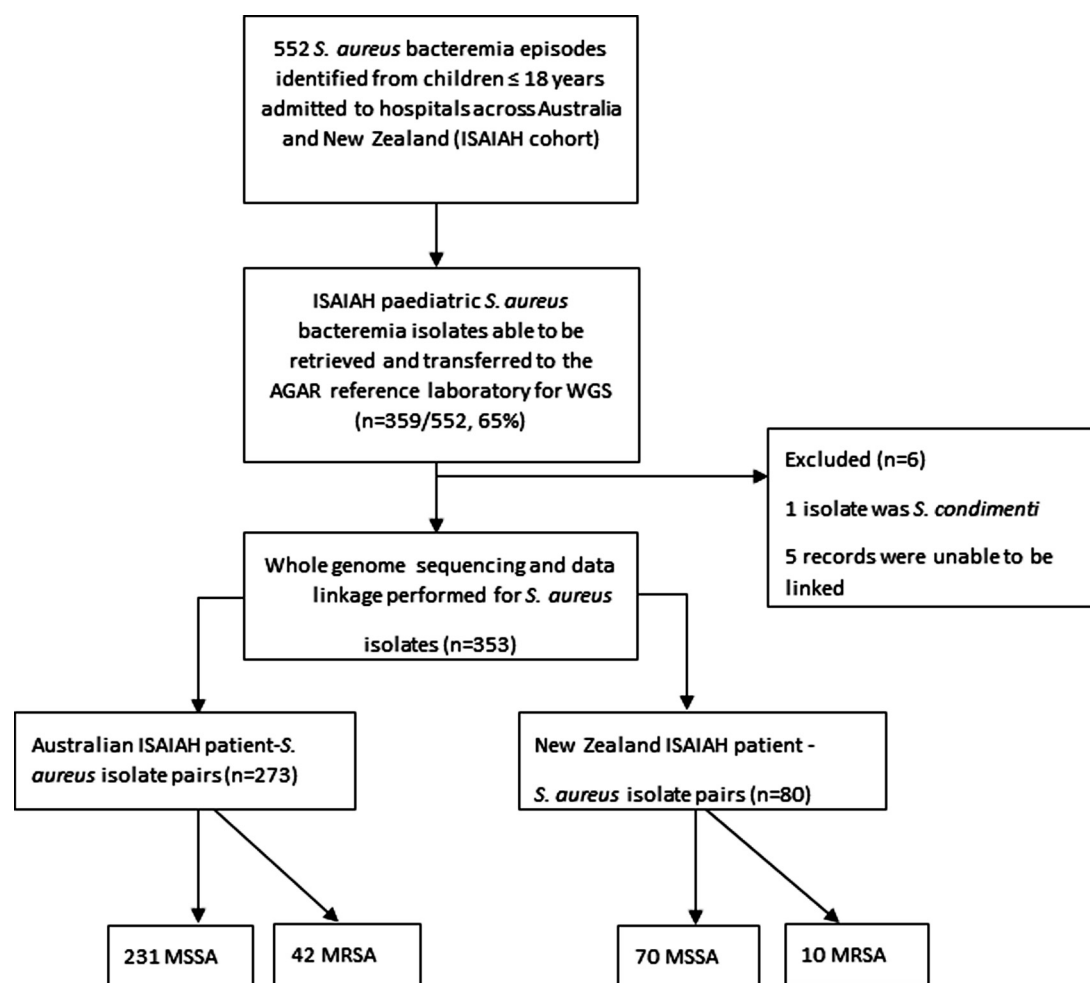 552 S. aureus bacteremia episodes
identified from children ≤ 18 years
admitted to hospitals across Australia
and New Zealand (ISAIAH cohort)
ISAIAH paediatric S. aureus
bacteremia isolates able to be
retrieved and transferred to the
AGAR reference laboratory for WGS
(n=359/552, 65%)
Excluded (n=6)
1 isolate was S. condimenti
5 records were unable to be
linked
Whole genome sequencing and data
linkage performed for S. aureus
isolates (n=353)
Australian ISAIAH patient-S.
aureus isolate pairs (n=273)
New Zealand ISAIAH patient -
S. aureus isolate pairs (n=80)
231 MSSA
42 MRSA
70 MSSA
10 MRSA